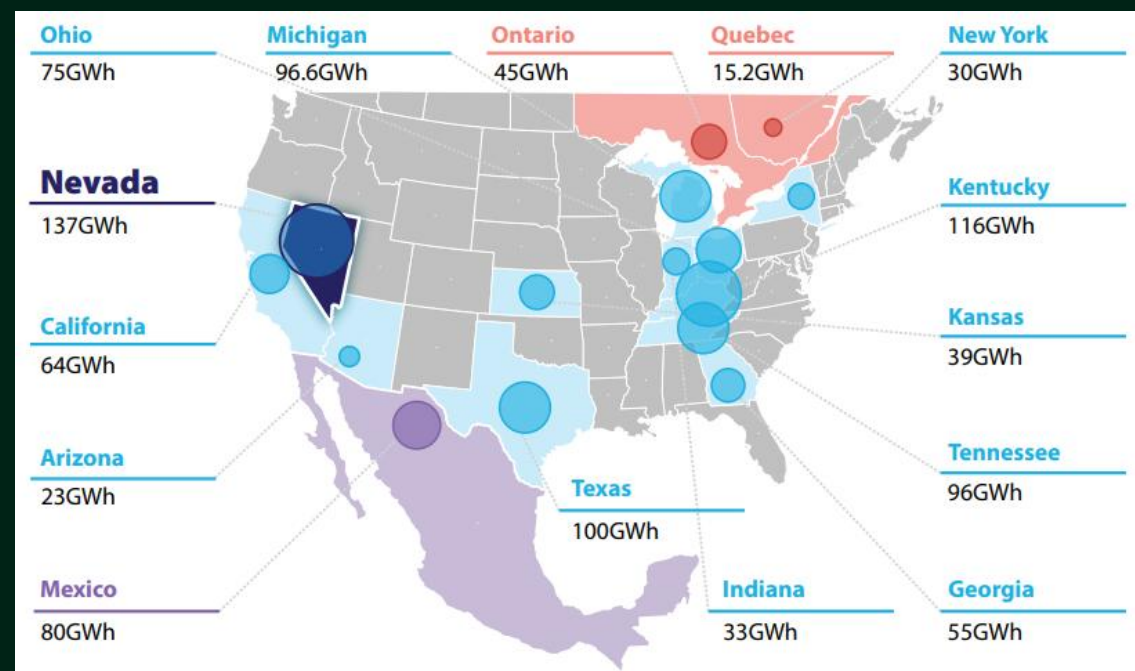 Ohio
75GWh
Michigan
96.6GWh
Ontario
45GWh
Quebec
15.2GWh
New York
30GWh
Nevada
137GWh
Kentucky
116GWh
California
64GWh
Kansas
39GWh
Arizona
23GWh
Texas
100GWh
Tennessee
96GWh
Mexico
80GWh
Indiana
33GWh
Georgia
55GWh